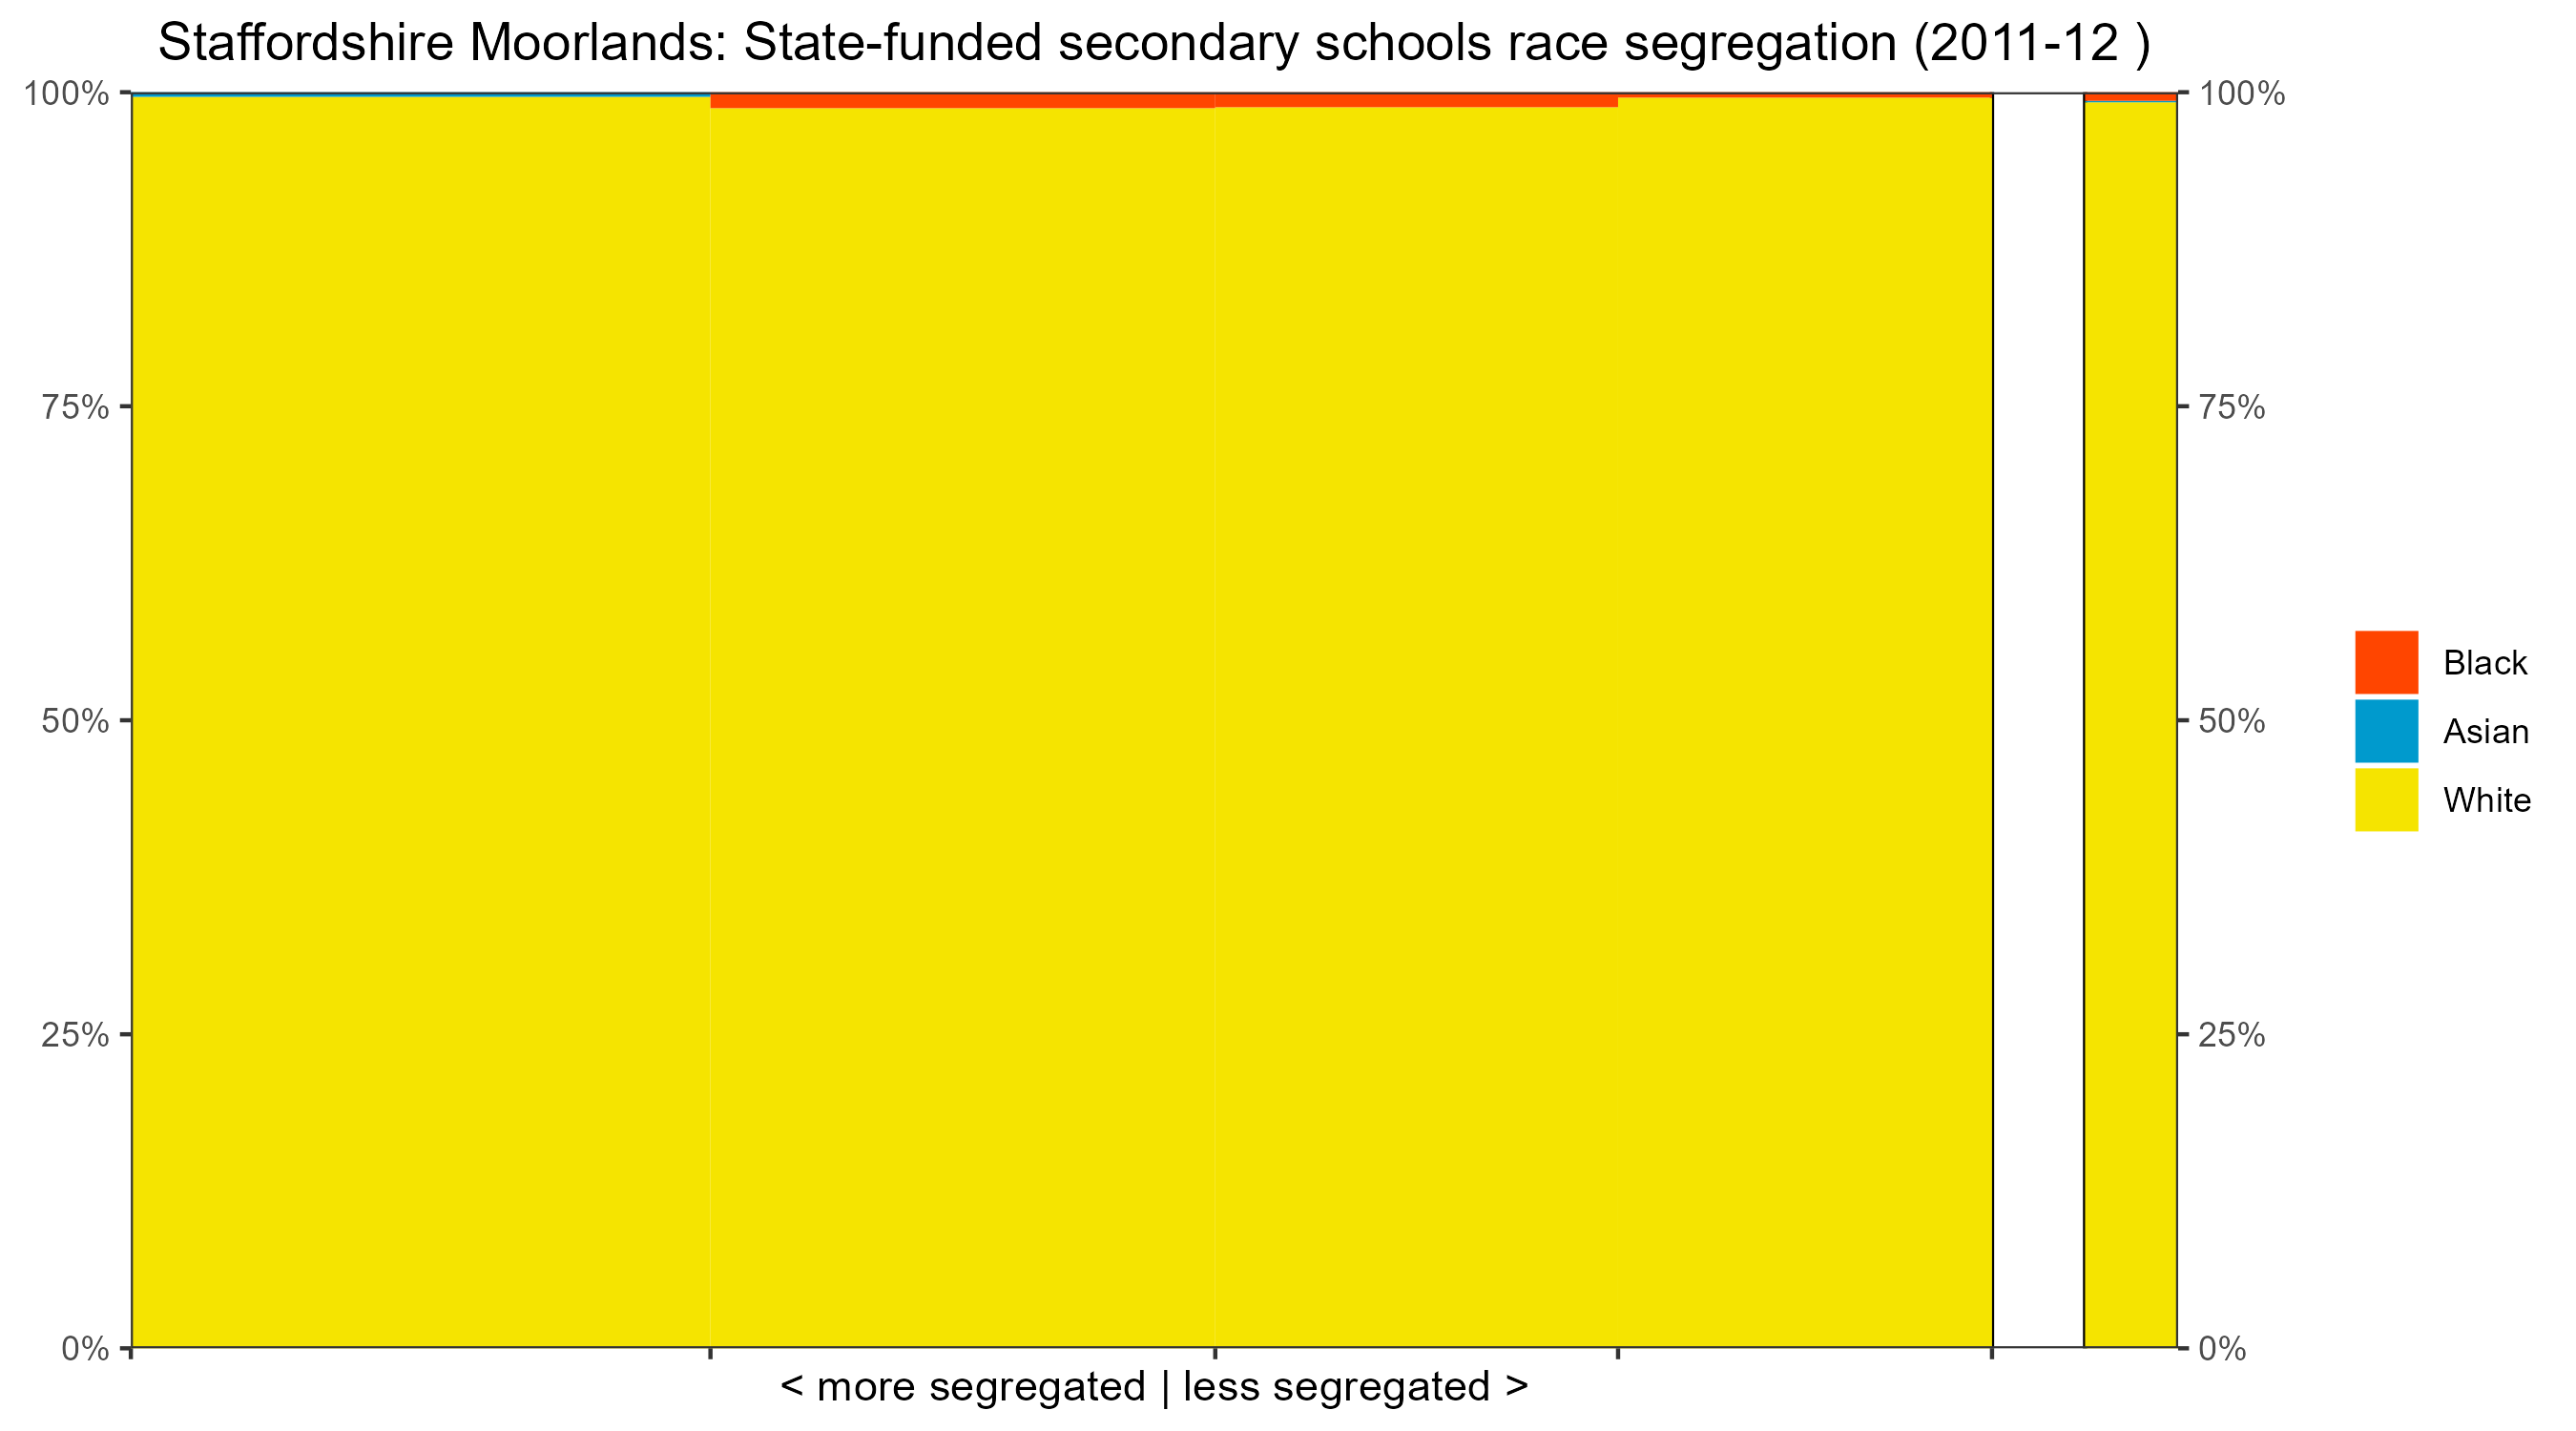 Staffordshire Moorlands: State-funded secondary schools race segregation (2011-12 )
100%
75%
50%
25%
0%
100%
75%
50%
25%
0%
Black
Asian
White
< more segregated | less segregated >